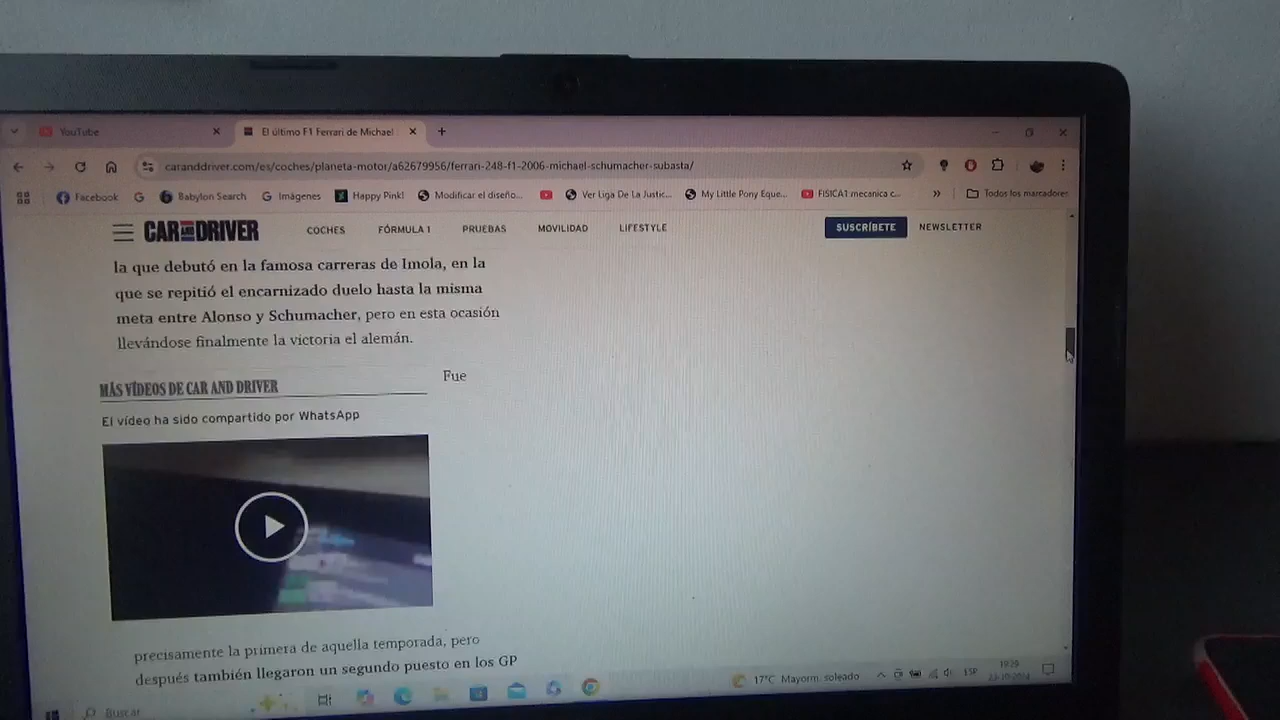 YouTube
El último F1 Ferrari de Michael
caranddriver.com/es/coches/planeta-motor/a62679956/ferrari-248-f1-2006-michael-schumacher-subasta/
Facebook
Babylon Search
Imágenes
Happy Pink!
Modificar el diseño...
Ver Liga De La Justic...
My Little Pony Eque...
FISICA1:mecanica c...
Todos los marcadores
CAR AND DRIVER
COCHES
FÓRMULA 1
PRUEBAS
MOVILIDAD
LIFESTYLE
SUSCRÍBETE
NEWSLETTER
la que debutó en la famosa carreras de Imola, en la
que se repitió el encarnizado duelo hasta la misma
meta entre Alonso y Schumacher, pero en esta ocasión
llevándose finalmente la victoria el alemán.
Fue
MÁS VÍDEOS DE CAR AND DRIVER
El vídeo ha sido compartido por WhatsApp
precisamente la primera de aquella temporada, pero
después también llegaron un segundo puesto en los GP
Buscar
17°C Mayorm. soleado
ESP